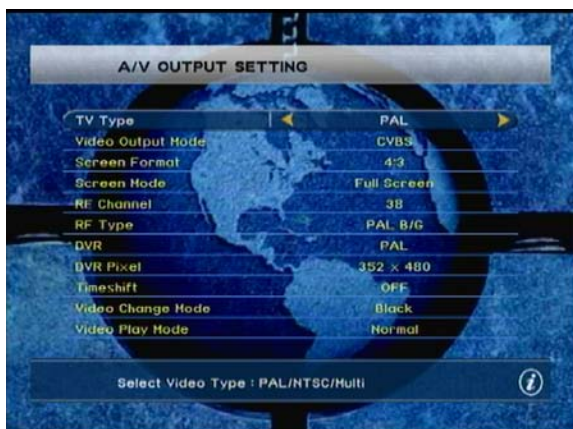 A/V OUTPUT SETTING
TV Type PAL
Video Output Mode CVBS
Screen Format 4:3
Screen Mode Full Screen
RF Channel 38
RF Type PAL B/G
DVR PAL
DVR Pixel 352 x 480
Timeshift OFF
Video Change Mode Black
Video Play Mode Normal
Select Video Type : PAL/NTSC/Multi
i